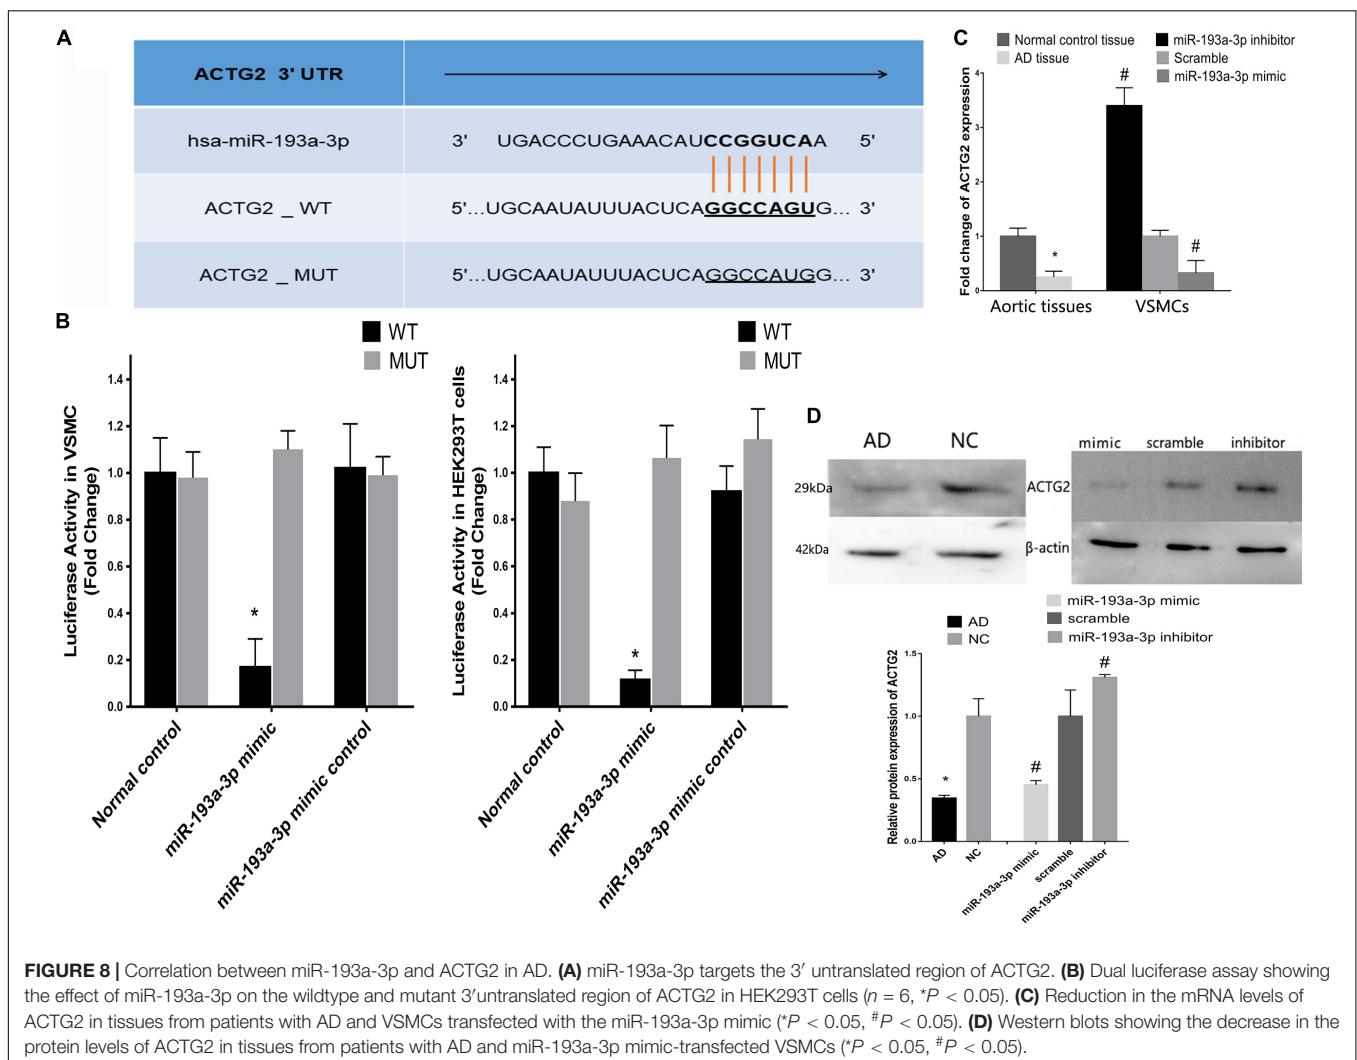 A
ACTG2 3' UTR
hsa-miR-193a-3p 3' UGACCCUGAAACAUCCGGUCAA 5'
ACTG2 _ WT 5'...UGCAAUAUUUACUCAGGCCAGUG... 3'
ACTG2 _ MUT 5'...UGCAAUAUUUACUCAGGCCAUGG... 3'
B
WT
MUT
Luciferase Activity in VSMC
(Fold Change)
1.4
1.2
1.0
0.8
0.6
0.4
0.2
0.0
*
Normal control
miR-193a-3p mimic
miR-193a-3p mimic control
WT
MUT
Luciferase Activity in HEK293T cells
(Fold Change)
1.4
1.2
1.0
0.8
0.6
0.4
0.2
0.0
*
Normal control
miR-193a-3p mimic
miR-193a-3p mimic control
C
Normal control tissue
AD tissue
miR-193a-3p inhibitor
Scramble
miR-193a-3p mimic
Fold change of ACTG2 expression
4
3
2
1
0
*
#
#
Aortic tissues VSMCs
D
AD NC
mimic scramble inhibitor
29kDa ACTG2
42kDa β-actin
AD
NC
miR-193a-3p mimic
scramble
miR-193a-3p inhibitor
Relative protein expression of ACTG2
1.5
1.0
0.5
0.0
*
#
#
AD
NC
miR-193a-3p mimic
scramble
miR-193a-3p inhibitor
FIGURE 8 | Correlation between miR-193a-3p and ACTG2 in AD. (A) miR-193a-3p targets the 3′ untranslated region of ACTG2. (B) Dual luciferase assay showing
the effect of miR-193a-3p on the wildtype and mutant 3′untranslated region of ACTG2 in HEK293T cells (n = 6, *P < 0.05). (C) Reduction in the mRNA levels of
ACTG2 in tissues from patients with AD and VSMCs transfected with the miR-193a-3p mimic (*P < 0.05, #P < 0.05). (D) Western blots showing the decrease in the
protein levels of ACTG2 in tissues from patients with AD and miR-193a-3p mimic-transfected VSMCs (*P < 0.05, #P < 0.05).